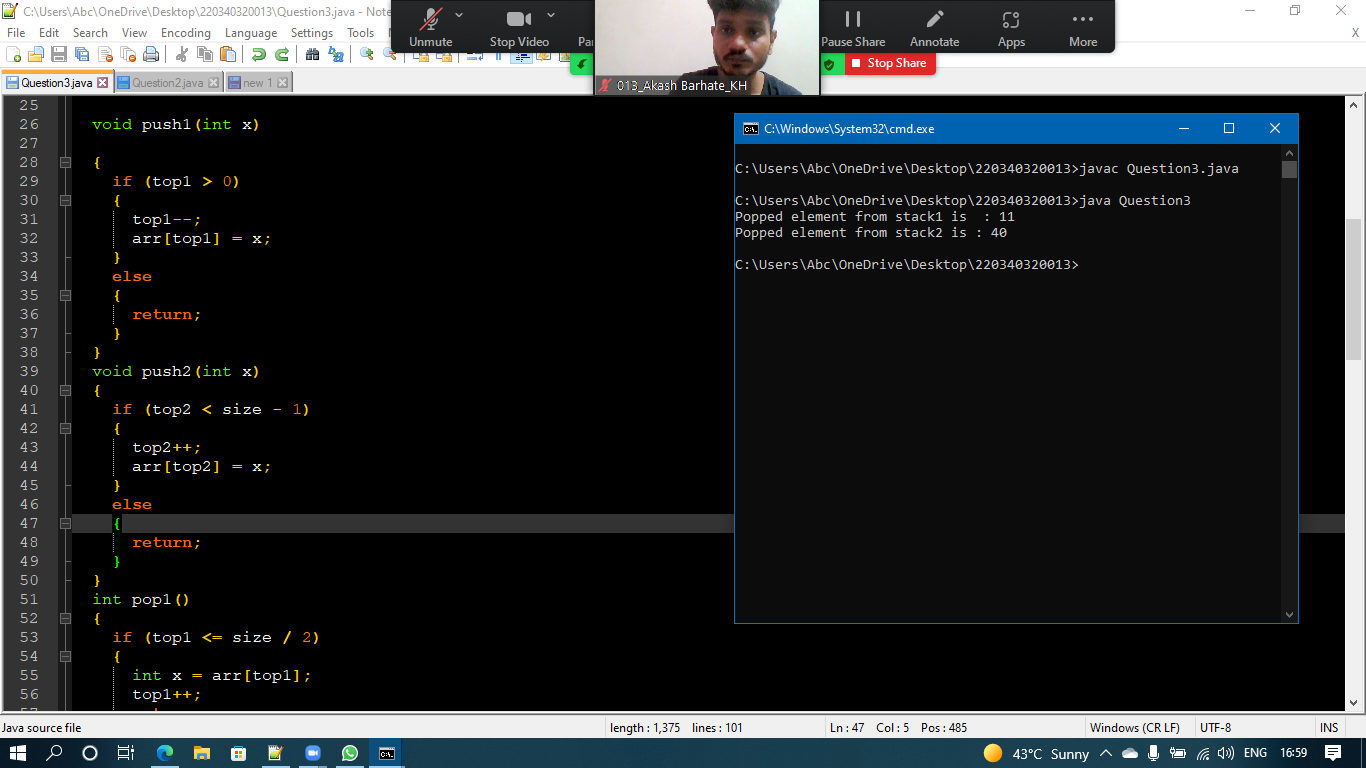 C:\Users\Abc\OneDrive\Desktop\220340320013\Question3.java - Note
File Edit Search View Encoding Language Settings Tools
X
Unmute
Stop Video
Pause Share
Annotate
Apps
More
Stop Share
013_Akash Barhate_KH
Question3.java
Question2.java
new 1
25
26 void push1(int x)
27
28 {
29 if (top1 > 0)
30 {
31 top1--;
32 arr[top1] = x;
33 }
34 else
35 {
36 return;
37 }
38 }
39 void push2(int x)
40 {
41 if (top2 < size - 1)
42 {
43 top2++;
44 arr[top2] = x;
45 }
46 else
47 {
48 return;
49 }
50 }
51 int pop1()
52 {
53 if (top1 <= size / 2)
54 {
55 int x = arr[top1];
56 top1++;
C:\Windows\System32\cmd.exe
C:\Users\Abc\OneDrive\Desktop\220340320013>javac Question3.java
C:\Users\Abc\OneDrive\Desktop\220340320013>java Question3
Popped element from stack1 is  : 11
Popped element from stack2 is : 40
C:\Users\Abc\OneDrive\Desktop\220340320013>
Java source file
length : 1,375 lines : 101
Ln : 47 Col : 5 Pos : 485
Windows (CR LF)
UTF-8
INS
43°C Sunny
ENG
16:59